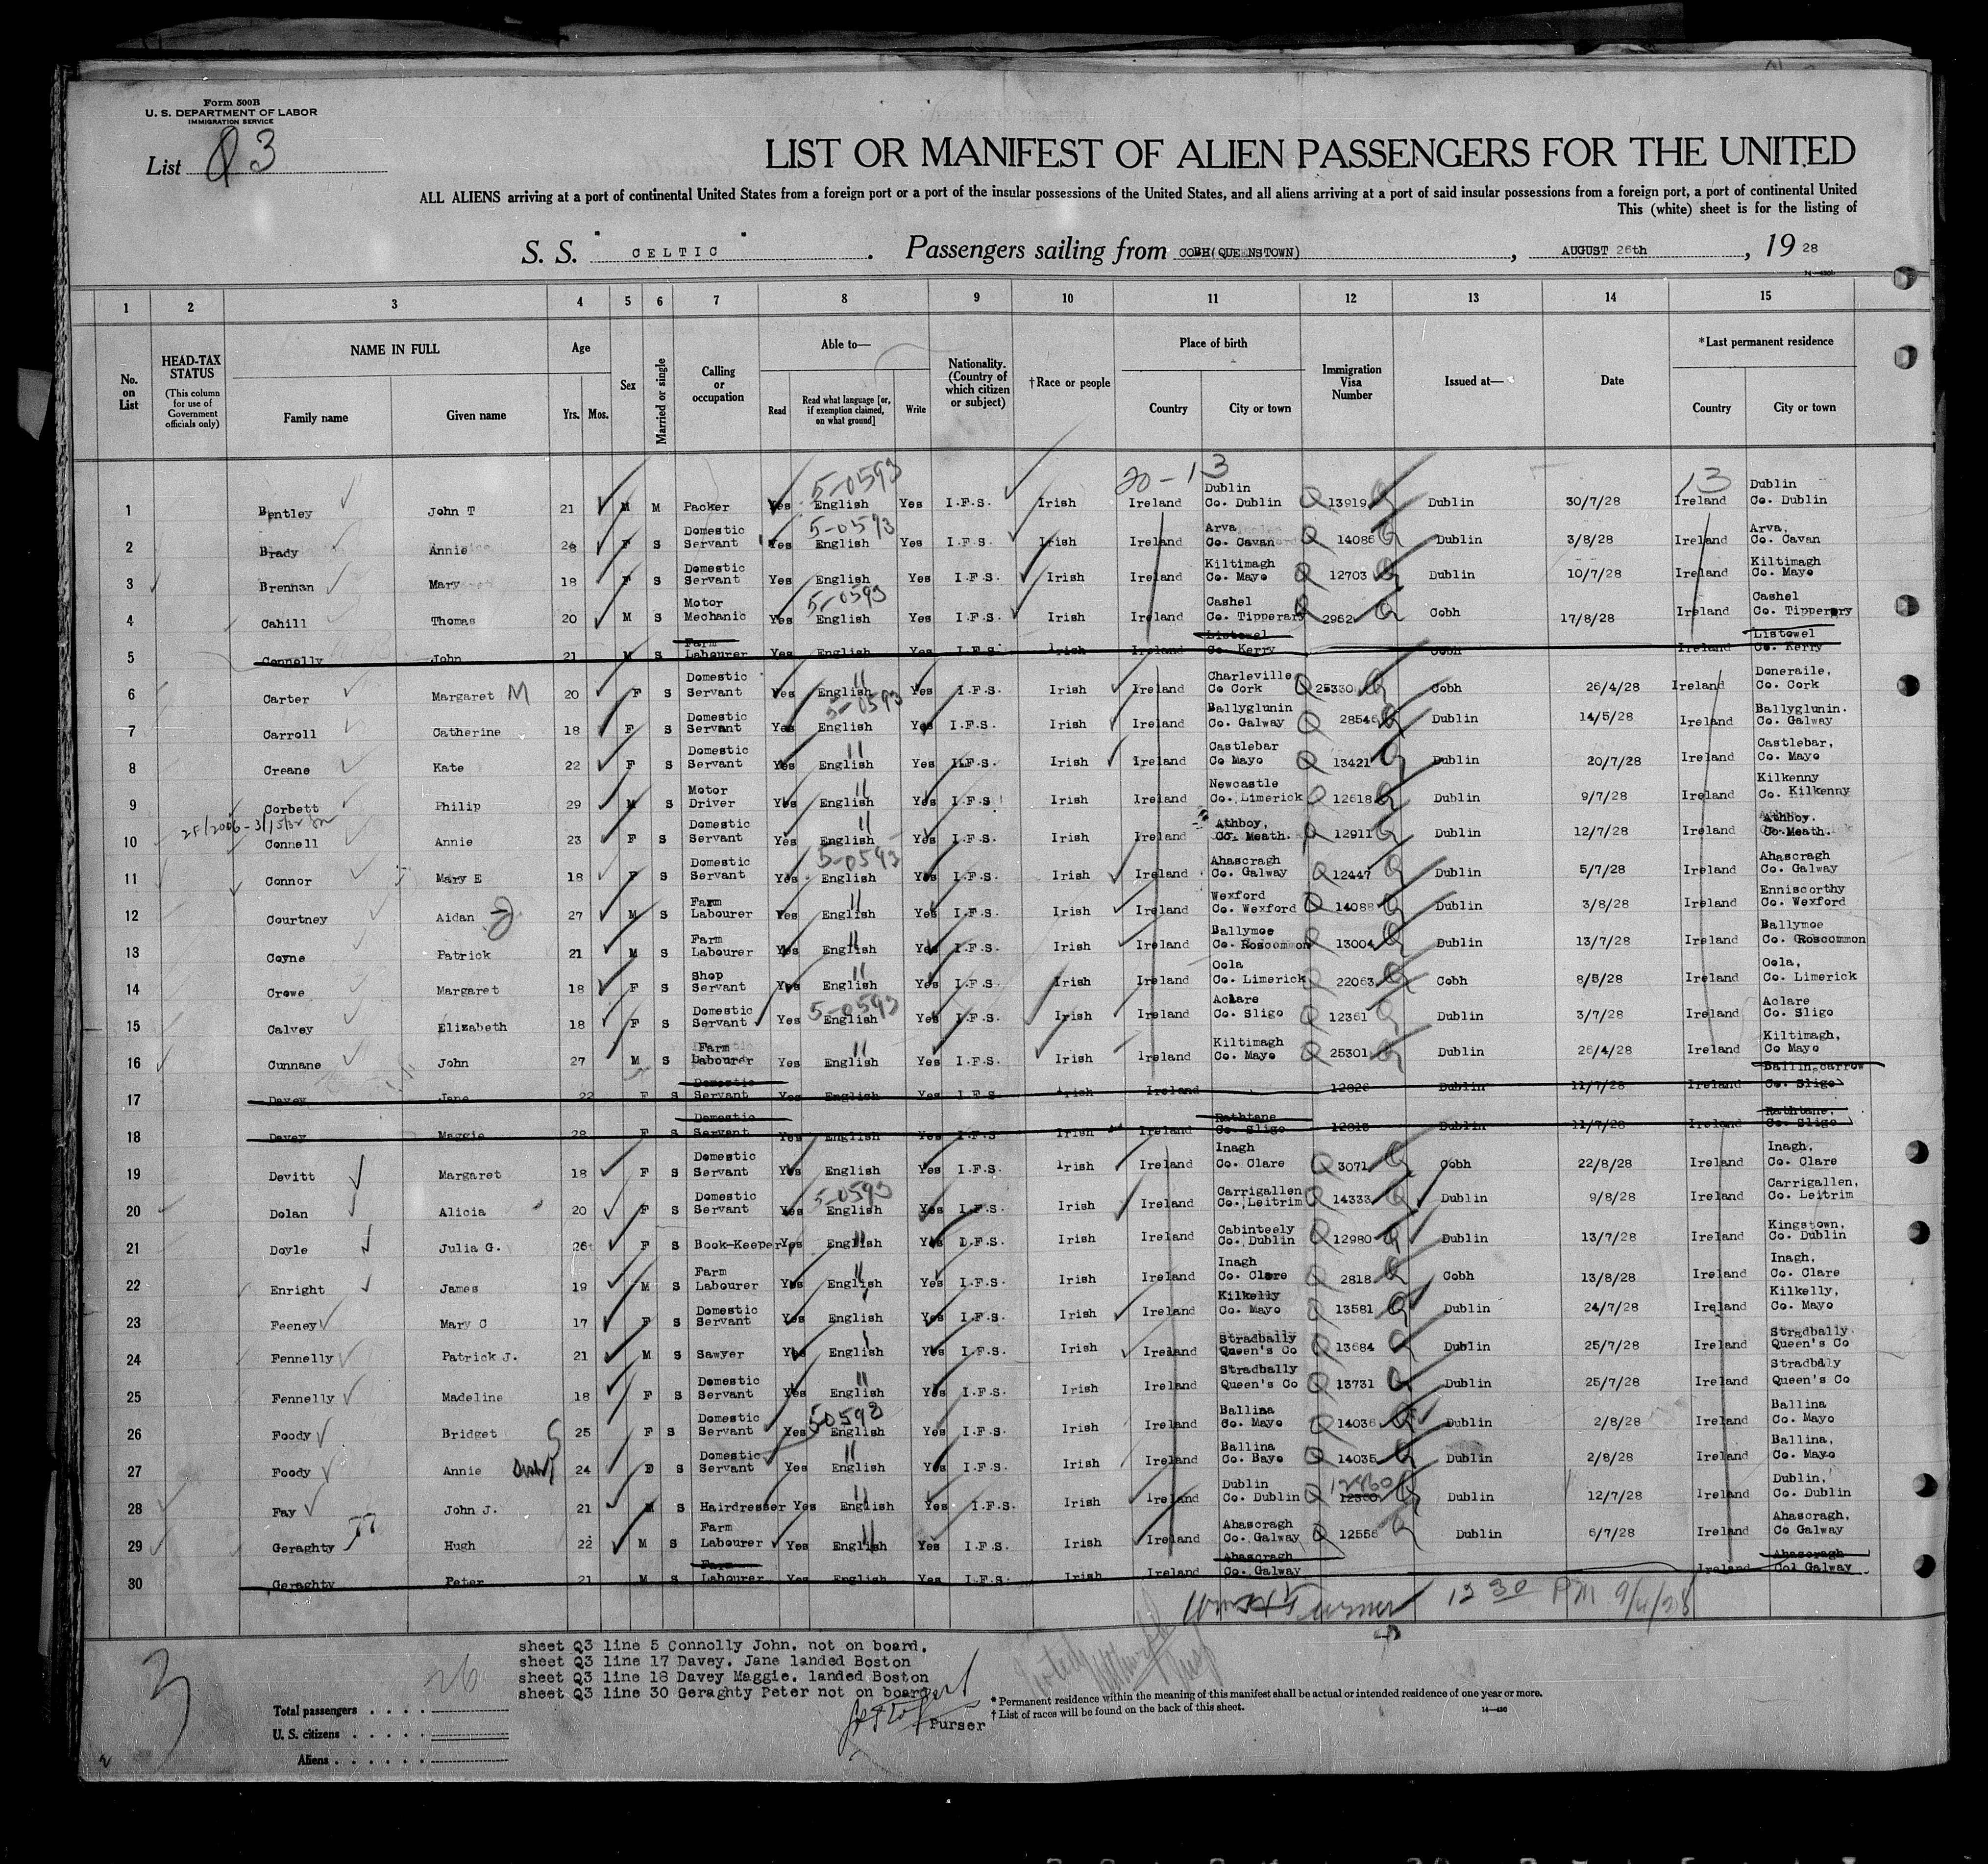 Form 500B
U. S. DEPARTMENT OF LABOR
IMMIGRATION SERVICE
List Q 3
LIST OR MANIFEST OF ALIEN PASSENGERS FOR THE UNITED
ALL ALIENS arriving at a port of continental United States from a foreign port or a port of the insular possessions of the United States, and all aliens arriving at a port of said insular possessions from a foreign port, a port of continental United
This (white) sheet is for the listing of
S. S. " CELTIC " . Passengers sailing from COBH(QUEENSTOWN) , AUGUST 26th , 19 28
1 2 3 4 5 6 7 8 9 10 11 12 13 14 15
No. on List
HEAD-TAX STATUS (This column for use of Government officials only)
NAME IN FULL
Family name Given name
Age
Yrs. Mos.
Sex
Married or single
Calling or occupation
Able to—
Read Read what language [or, if exemption claimed, on what ground] Write
Nationality. (Country of which citizen or subject)
†Race or people
Place of birth
Country City or town
Immigration Visa Number
Issued at—
Date
*Last permanent residence
Country City or town
20-13 13
1 Bentley John T 21 M M Packer Yes 5-0593 English Yes I.F.S. Irish Ireland Dublin Co. Dublin Q 13919 Dublin 30/7/28 Ireland Dublin Co. Dublin
2 Brady Annie F S Domestic Servant Yes 5-0593 English Yes I.F.S. Irish Ireland Arva Co. Cavan Q 14086 Dublin 3/8/28 Ireland Arva, Co. Cavan
3 Brennan Mary 18 F S Domestic Servant Yes English Yes I.F.S. Irish Ireland Kiltimagh Co. Mayo Q 12703 Dublin 10/7/28 Ireland Kiltimagh Co. Mayo
4 Cahill Thomas 20 M S Motor Mechanic Yes 5-0593 English Yes I.F.S. Irish Ireland Cashel Co. Tipperary Q 2962 Cobh 17/8/28 Ireland Cashel Co. Tipperary
5 Connolly John 21 M S Farm Labourer Yes English Yes I.F.S. Irish Ireland Listowel Co. Kerry Cobh Ireland Listowel Co. Kerry
6 Carter Margaret M 20 F S Domestic Servant Yes English " Yes I.F.S. Irish Ireland Charleville Co Cork Q 25330 Cobh 26/4/28 Ireland Doneraile, Co. Cork
7 Carroll Catherine 18 F S Domestic Servant Yes 5-0593 English Yes I.F.S. Irish Ireland Ballyglunin Co. Galway Q 28546 Dublin 14/5/28 Ireland Ballyglunin. Co. Galway
8 Creane Kate 22 F S Domestic Servant Yes " English Yes I.F.S. Irish Ireland Castlebar Co Mayo Q 13421 Dublin 20/7/28 Ireland Castlebar, Co. Mayo
9 Corbett Philip 29 M S Motor Driver Yes " English Yes I.F.S. Irish Ireland Newcastle Co. Limerick Q 12618 Dublin 9/7/28 Ireland Kilkenny Co. Kilkenny
10 Connell Annie 23 F S Domestic Servant Yes " English Yes I.F.S. Irish Ireland Athboy, Co. Meath. Q 12911 Dublin 12/7/28 Ireland Athboy. Co Meath.
11 Connor Mary E 18 F S Domestic Servant Yes 5-0593 English Yes I.F.S. Irish Ireland Ahascragh Co. Galway Q 12447 Dublin 5/7/28 Ireland Ahascragh Co. Galway
12 Courtney Aidan 27 M S Farm Labourer Yes " English Yes I.F.S. Irish Ireland Wexford Co. Wexford Q 14088 Dublin 3/8/28 Ireland Enniscorthy Co. Wexford
13 Coyne Patrick 21 M S Farm Labourer Yes " English Yes I.F.S. Irish Ireland Ballymoe Co. Roscommon Q 13004 Dublin 13/7/28 Ireland Ballymoe Co. Roscommon
14 Crowe Margaret 18 F S Shop Servant Yes " English Yes I.F.S. Irish Ireland Oola Co. Limerick Q 22063 Cobh 8/5/28 Ireland Oola, Co. Limerick
15 Calvey Elizabeth 18 F S Domestic Servant Yes 5-0593 English Yes I.F.S. Irish Ireland Aclare Co. Sligo Q 12361 Dublin 3/7/28 Ireland Aclare Co. Sligo
16 Cunnane John 27 M S Farm Labourer Yes " English Yes I.F.S. Irish Ireland Kiltimagh Co. Mayo Q 25301 Dublin 26/4/28 Ireland Kiltimagh, Co Mayo
17 Davey Jane 22 F S Domestic Servant Yes English Yes I.F.S. Irish Ireland 12826 Dublin 11/7/28 Ireland Ballincarrow Co. Sligo
18 Davey Maggie 28 F S Domestic Servant Yes English Yes I.F.S Irish Ireland Rathtane Co. Sligo 12815 Dublin 11/7/28 Ireland Rathtane, Co. Sligo
19 Devitt Margaret 18 F S Domestic Servant Yes English Yes I.F.S. Irish Ireland Inagh Co. Clare Q 3071 Cobh 22/8/28 Ireland Inagh, Co. Clare
20 Dolan Alicia 20 F S Domestic Servant Yes 5-0593 English Yes I.F.S. Irish Ireland Carrigallen Co. Leitrim Q 14333 Dublin 9/8/28 Ireland Carrigallen, Co. Leitrim
21 Doyle Julia G. 26 F S Book-Keeper Yes " English Yes I.F.S. Irish Ireland Cabinteely Co. Dublin Q 12980 Dublin 13/7/28 Ireland Kingstown, Co. Dublin
22 Enright James 19 M S Farm Labourer Yes " English Yes I.F.S. Irish Ireland Inagh Co. Clare Q 2818 Cobh 13/8/28 Ireland Inagh, Co. Clare
23 Feeney Mary C 17 F S Domestic Servant Yes English Yes I.F.S. Irish Ireland Kilkelly Co. Mayo Q 13581 Dublin 24/7/28 Ireland Kilkelly, Co. Mayo
24 Fennelly Patrick J. 21 M S Sawyer Yes English Yes I.F.S. Irish Ireland Stradbally Queen's Co Q 13684 Dublin 25/7/28 Ireland Stradbally Queen's Co
25 Fennelly Madeline 18 F S Domestic Servant Yes " English Yes I.F.S. Irish Ireland Stradbally Queen's Co Q 13731 Dublin 25/7/28 Ireland Stradbally Queen's Co
26 Foody Bridget 25 F S Domestic Servant Yes 50593 English Yes I.F.S. Irish Ireland Ballina Co. Mayo Q 14036 Dublin 2/8/28 Ireland Ballina Co. Mayo
27 Foody Annie 24 S Domestic Servant Yes " English Yes I.F.S. Irish Ireland Ballina Co. Bayo Q 14035 Dublin 2/8/28 Ireland Ballina, Co. Mayo
28 Fay John J. 21 M S Hairdresser Yes " English Yes I.F.S. Irish Ireland Dublin Co. Dublin Q 12860 Dublin 12/7/28 Ireland Dublin, Co. Dublin
29 Geraghty Hugh 22 M S Farm Labourer Yes " English Yes I.F.S. Irish Ireland Ahascragh Co. Galway Q 12556 Dublin 6/7/28 Ireland Ahascragh, Co Galway
30 Geraghty Peter 21 M S Farm Labourer Yes English Yes I.F.S. Irish Ireland Ahascragh Co. Galway Ireland Ahascragh Co. Galway
Turner 12 30 PM
sheet Q3 line 5 Connolly John. not on board.
sheet Q3 line 17 Davey. Jane landed Boston
sheet Q3 line 18 Davey Maggie. landed Boston
sheet Q3 line 30 Geraghty Peter not on board
Purser
3 26
Total passengers . . . .
U. S. citizens . . . . .
Aliens . . . . . .
* Permanent residence within the meaning of this manifest shall be actual or intended residence of one year or more.
† List of races will be found on the back of this sheet.
14—430